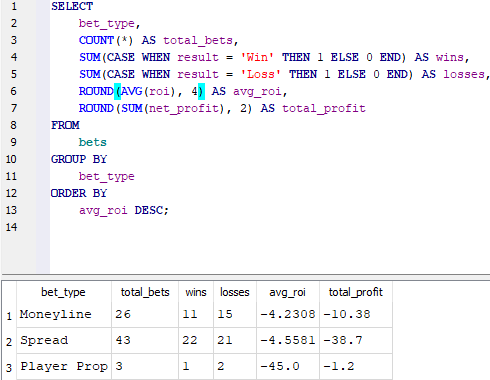 1 SELECT
2 bet_type,
3 COUNT(*) AS total_bets,
4 SUM(CASE WHEN result = 'Win' THEN 1 ELSE 0 END) AS wins,
5 SUM(CASE WHEN result = 'Loss' THEN 1 ELSE 0 END) AS losses,
6 ROUND(AVG(roi), 4) AS avg_roi,
7 ROUND(SUM(net_profit), 2) AS total_profit
8 FROM
9 bets
10 GROUP BY
11 bet_type
12 ORDER BY
13 avg_roi DESC;
14
bet_type total_bets wins losses avg_roi total_profit
1 Moneyline 26 11 15 -4.2308 -10.38
2 Spread 43 22 21 -4.5581 -38.7
3 Player Prop 3 1 2 -45.0 -1.2